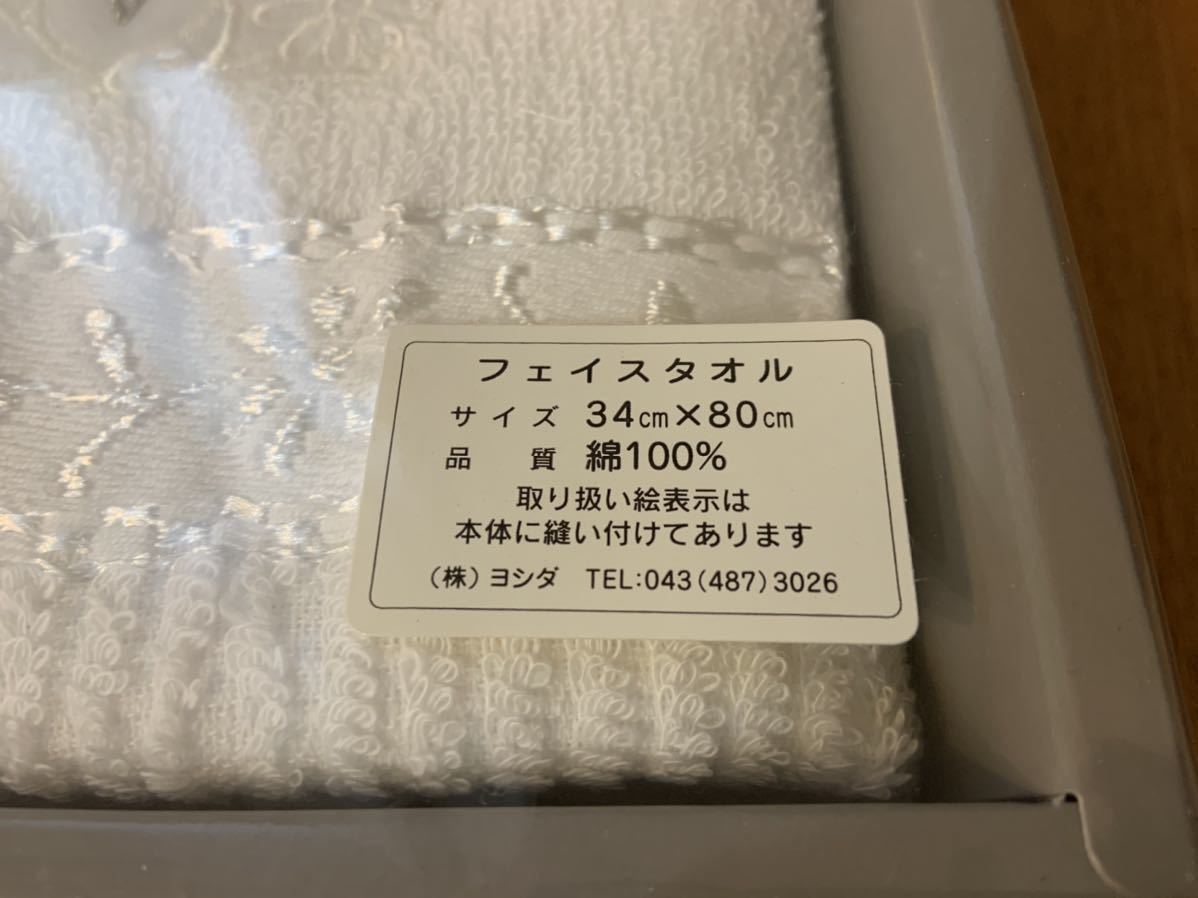 フェイスタオル
サイズ 34㎝×80㎝
品 質 綿100%
取り扱い絵表示は
本体に縫い付けてあります
(株)ヨシダ TEL:043(487)3026